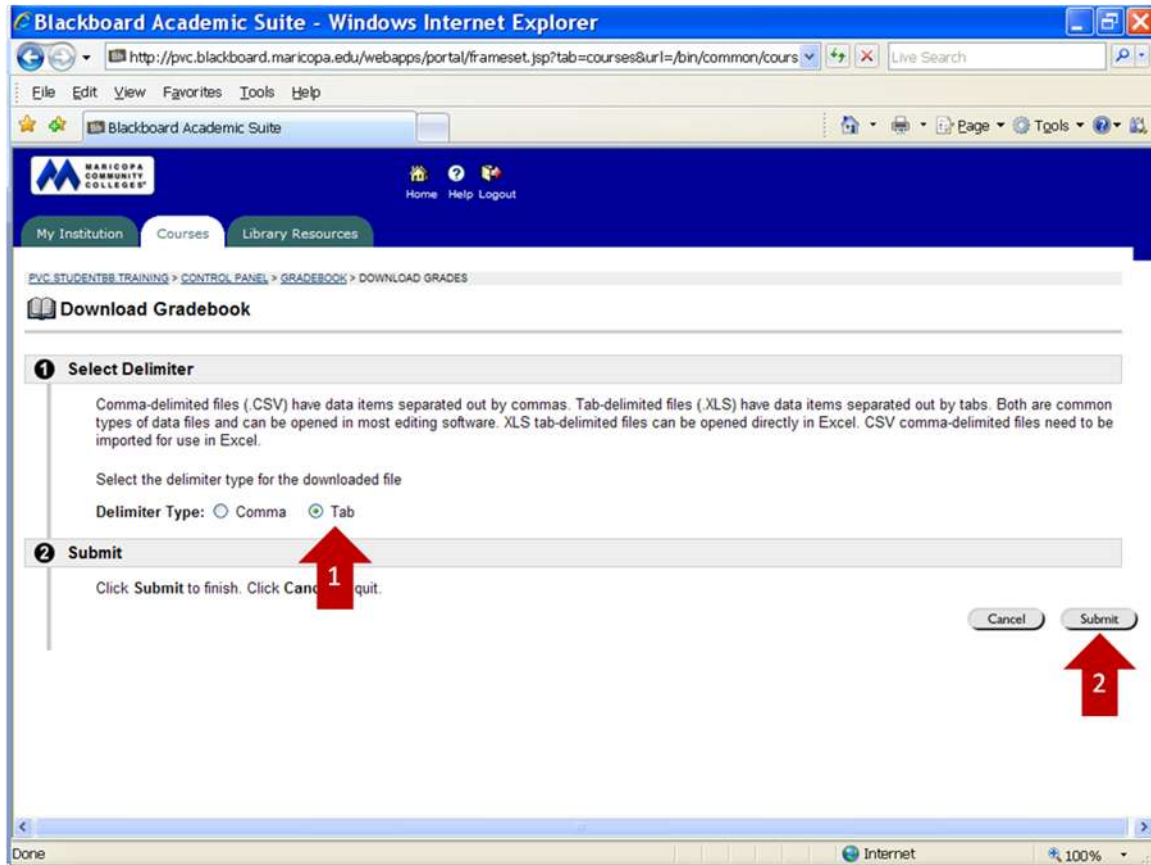 Blackboard Academic Suite - Windows Internet Explorer
http://pvc.blackboard.maricopa.edu/webapps/portal/frameset.jsp?tab=courses&url=/bin/common/cours
Live Search
File Edit View Favorites Tools Help
Blackboard Academic Suite
Page Tools
MARICOPA
COMMUNITY
COLLEGES
Home Help Logout
My Institution Courses Library Resources
PVC STUDENTBB TRAINING > CONTROL PANEL > GRADEBOOK > DOWNLOAD GRADES
Download Gradebook
1 Select Delimiter
Comma-delimited files (.CSV) have data items separated out by commas. Tab-delimited files (.XLS) have data items separated out by tabs. Both are common
types of data files and can be opened in most editing software. XLS tab-delimited files can be opened directly in Excel. CSV comma-delimited files need to be
imported for use in Excel.
Select the delimiter type for the downloaded file
Delimiter Type: Comma Tab
2 Submit
1
Click Submit to finish. Click Canc quit.
Cancel Submit
2
Done Internet 100%